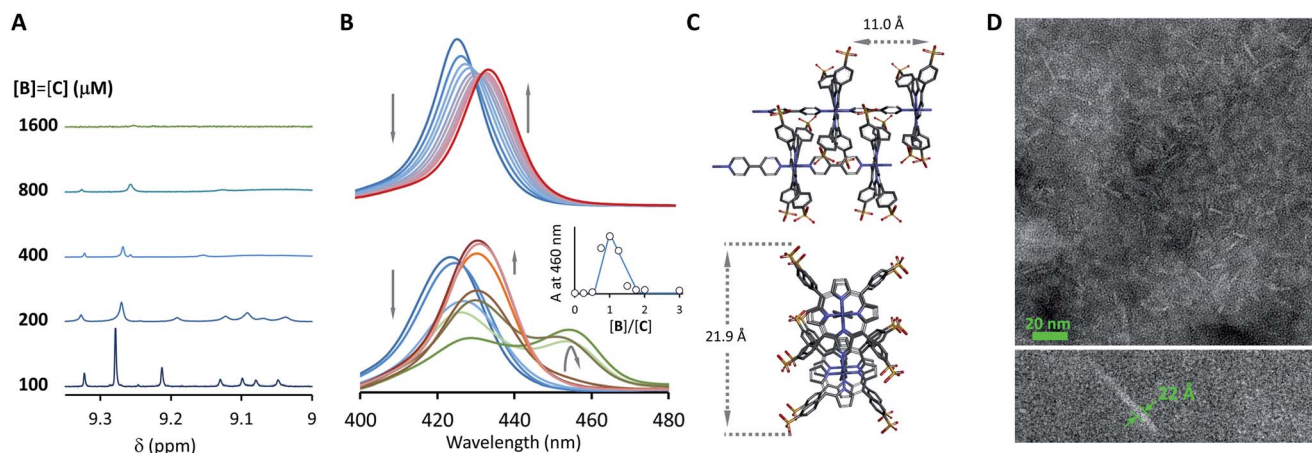 A
[B]=[C] (μM)
1600
800
400
200
100
9.3
9.2
9.1
9
δ (ppm)
B
A at 460 nm
0
1
2
3
[B]/[C]
400
420
440
460
480
Wavelength (nm)
C
11.0 Å
21.9 Å
D
20 nm
22 Å